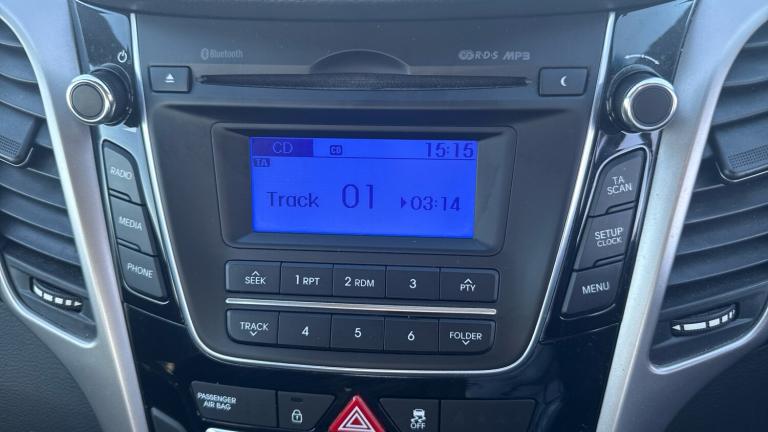 Bluetooth
R·D·S MP3
CD CD 15:15
TA
Track 01 03:14
RADIO
MEDIA
PHONE
TA
SCAN
SETUP
CLOCK
MENU
SEEK 1 RPT 2 RDM 3 PTY
TRACK 4 5 6 FOLDER
PASSENGER
AIR BAG
OFF